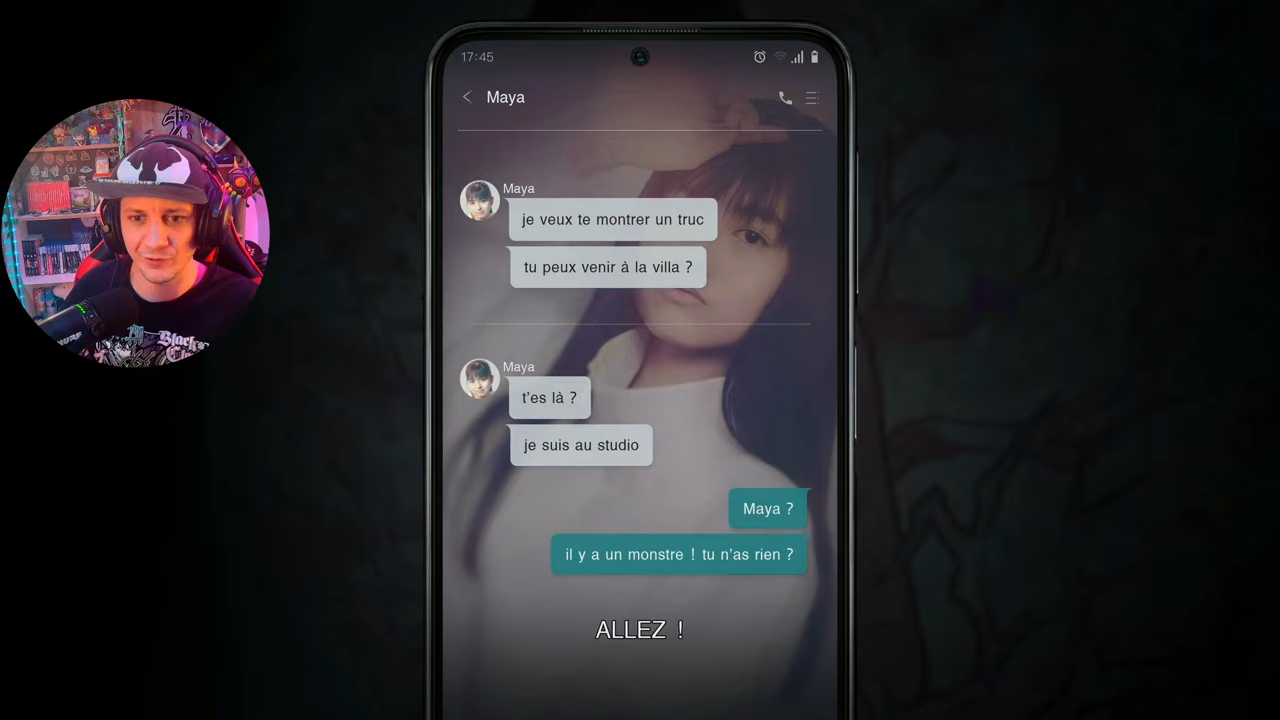 17:45
Maya
Maya
je veux te montrer un truc
tu peux venir à la villa ?
Maya
t'es là ?
je suis au studio
Maya ?
il y a un monstre ! tu n'as rien ?
ALLEZ !